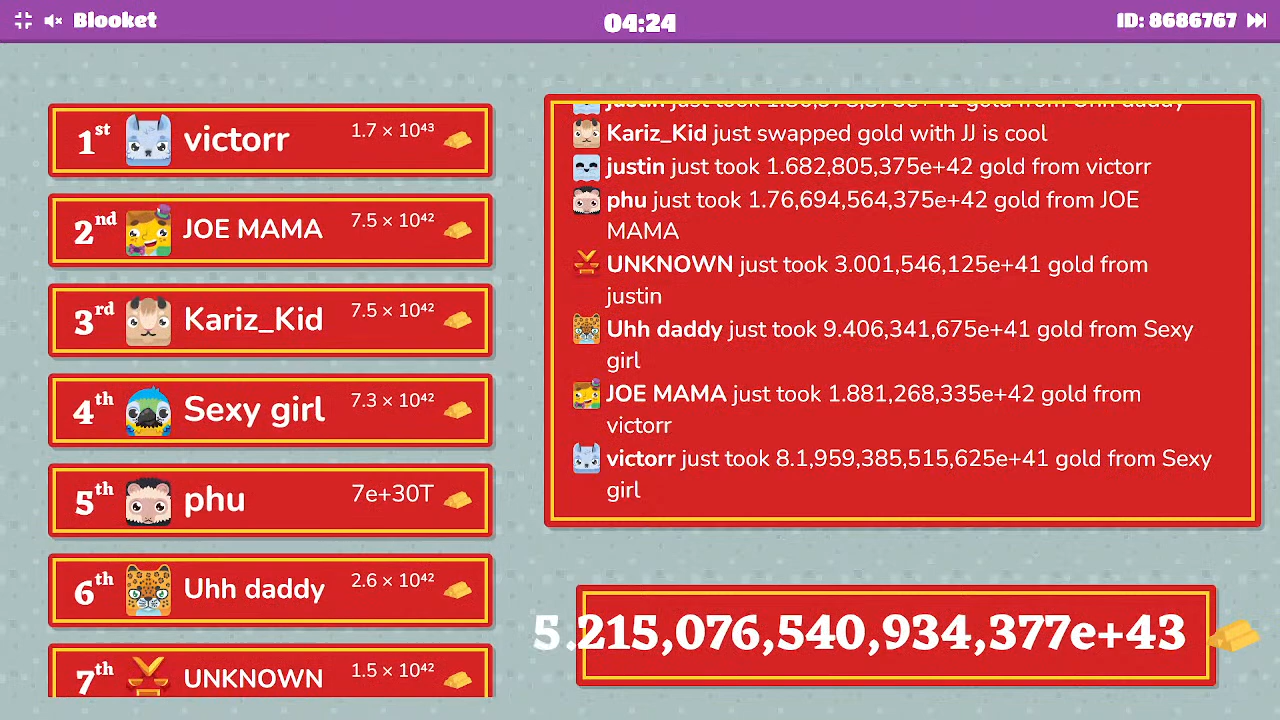 Blooket
04:24
ID: 8686767
1st victorr 1.7 × 10⁴³
2nd JOE MAMA 7.5 × 10⁴²
3rd Kariz_Kid 7.5 × 10⁴²
4th Sexy girl 7.3 × 10⁴²
5th phu 7e+30T
6th Uhh daddy 2.6 × 10⁴²
7th UNKNOWN 1.5 × 10⁴²
Kariz_Kid just swapped gold with JJ is cool
justin just took 1.682,805,375e+42 gold from victorr
phu just took 1.76,694,564,375e+42 gold from JOE
MAMA
UNKNOWN just took 3.001,546,125e+41 gold from
justin
Uhh daddy just took 9.406,341,675e+41 gold from Sexy
girl
JOE MAMA just took 1.881,268,335e+42 gold from
victorr
victorr just took 8.1,959,385,515,625e+41 gold from Sexy
girl
5.215,076,540,934,377e+43